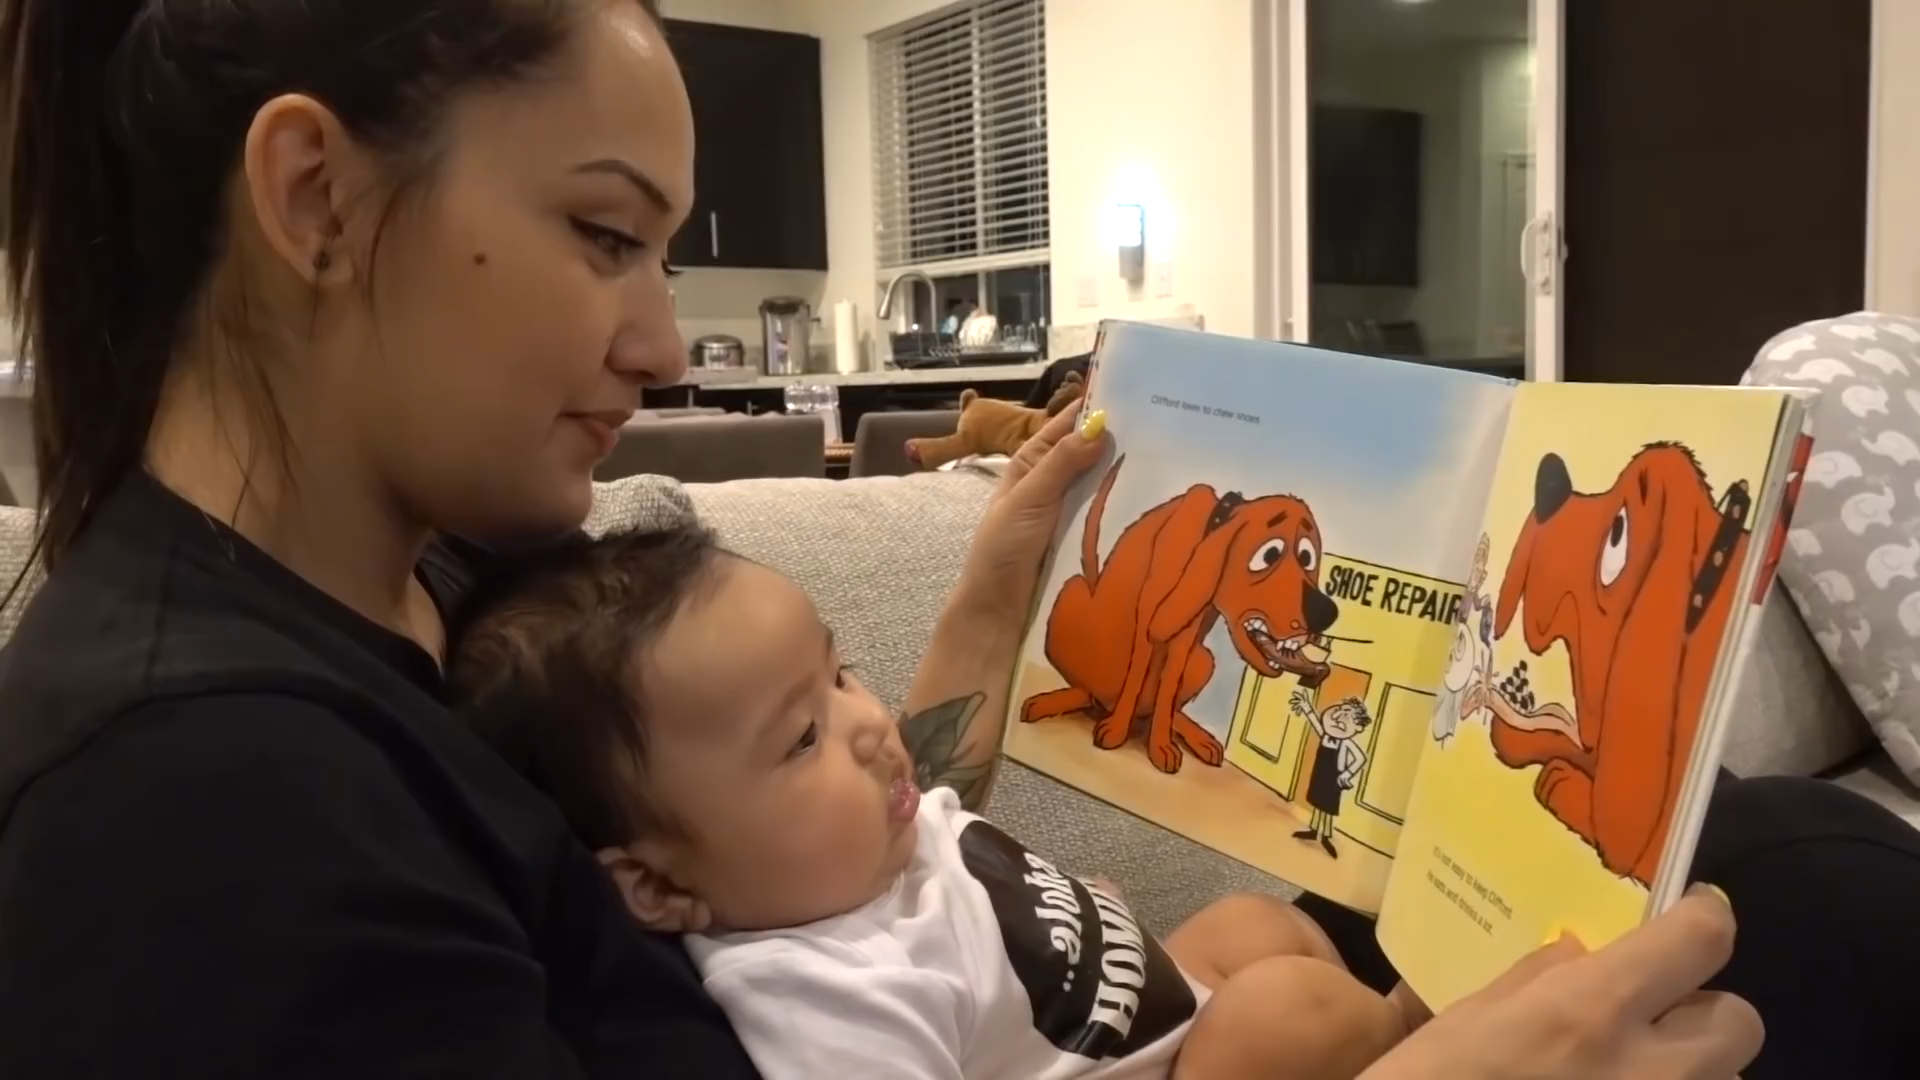 Clifford loves to chew shoes.
SHOE REPAIR
It's not easy to keep Clifford.
He eats and drinks a lot.